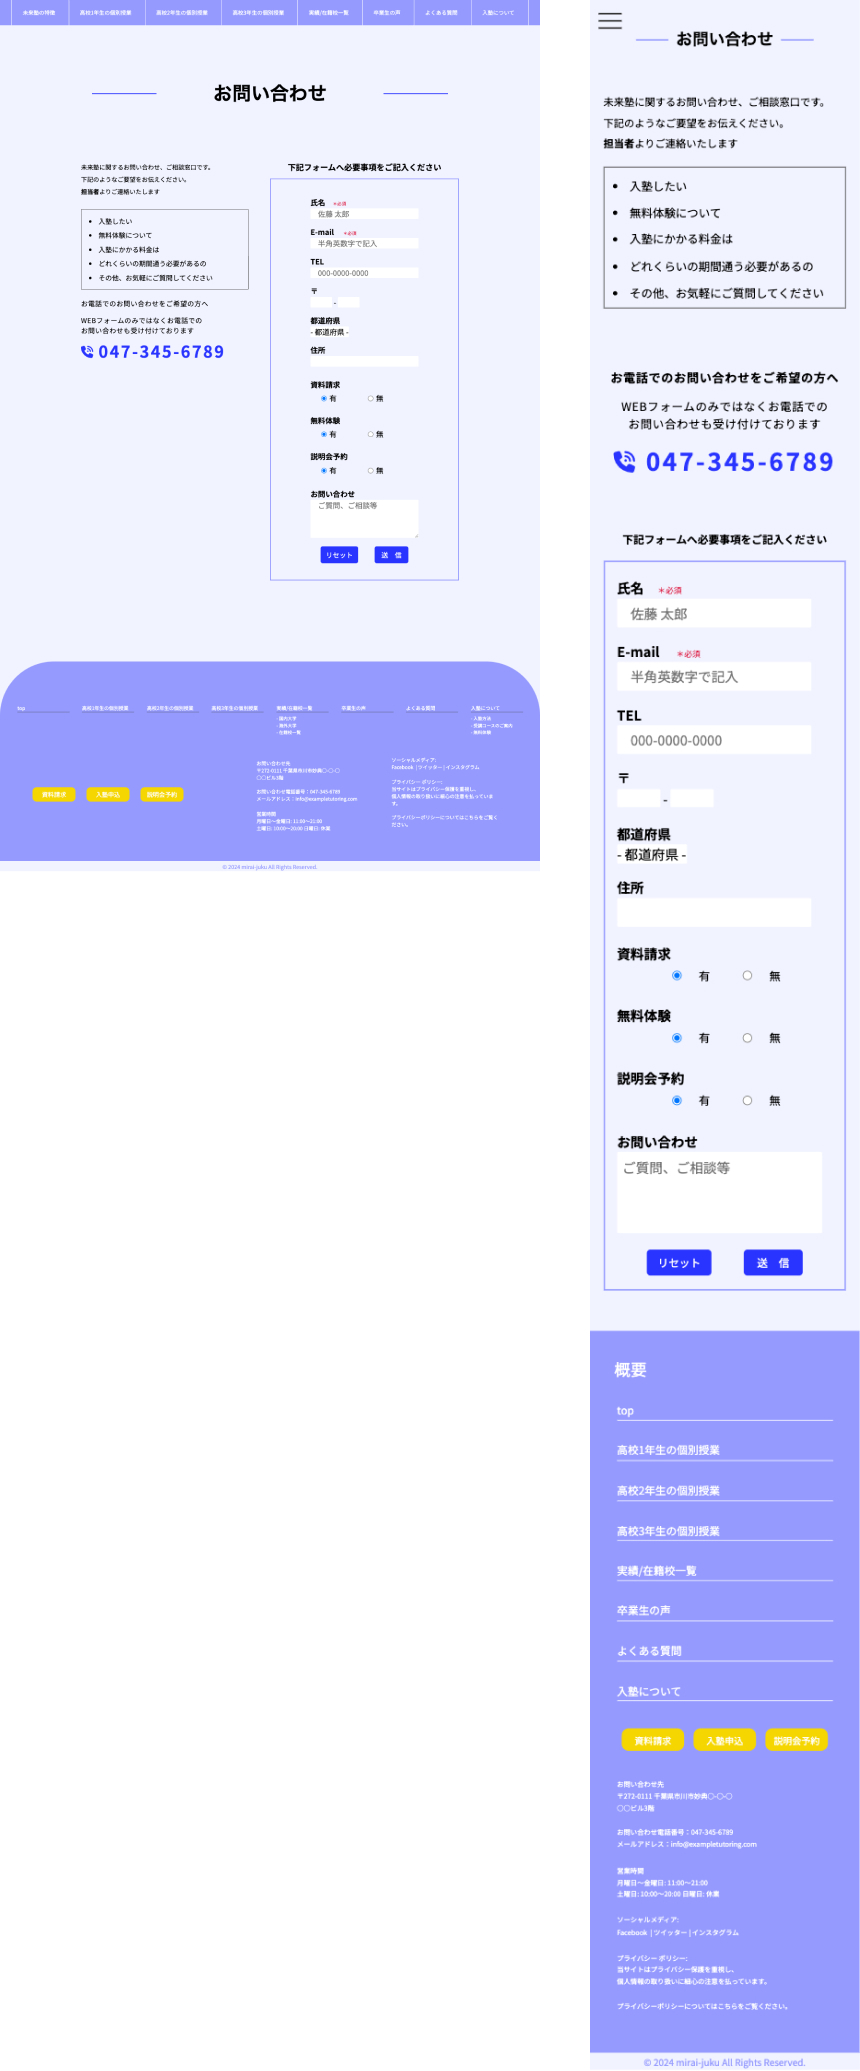 未来塾の特徴
高校1年生の個別授業
高校2年生の個別授業
高校3年生の個別授業
実績/在籍校一覧
卒業生の声
よくある質問
入塾について
お問い合わせ
未来塾に関するお問い合わせ、ご相談窓口です。
下記のようなご要望をお伝えください。
担当者よりご連絡いたします
入塾したい
無料体験について
入塾にかかる料金は
どれくらいの期間通う必要があるの
その他、お気軽にご質問してください
お電話でのお問い合わせをご希望の方へ
WEBフォームのみではなくお電話での
お問い合わせも受け付けております
047-345-6789
下記フォームへ必要事項をご記入ください
氏名 ＊必須
佐藤 太郎
E-mail ＊必須
半角英数字で記入
TEL
000-0000-0000
〒
-
都道府県
- 都道府県 -
住所
資料請求
有 無
無料体験
有 無
説明会予約
有 無
お問い合わせ
ご質問、ご相談等
リセット 送　信
top
高校1年生の個別授業
高校2年生の個別授業
高校3年生の個別授業
実績/在籍校一覧
- 国内大学
- 海外大学
- 在籍校一覧
卒業生の声
よくある質問
入塾について
- 入塾方法
- 受講コースのご案内
- 無料体験
資料請求
入塾申込
説明会予約
お問い合わせ先
〒272-0111 千葉県市川市妙典〇-〇-〇
〇〇ビル3階
お問い合わせ電話番号：047-345-6789
メールアドレス：info@exampletutoring.com
営業時間
月曜日～金曜日: 11:00～21:00
土曜日: 10:00～20:00 日曜日: 休業
ソーシャルメディア:
Facebook | ツイッター | インスタグラム
プライバシー ポリシー:
当サイトはプライバシー保護を重視し、
個人情報の取り扱いに細心の注意を払っていま
す。
プライバシーポリシーについてはこちらをご覧く
ださい。
© 2024 mirai-juku All Rights Reserved.
お問い合わせ
未来塾に関するお問い合わせ、ご相談窓口です。
下記のようなご要望をお伝えください。
担当者よりご連絡いたします
入塾したい
無料体験について
入塾にかかる料金は
どれくらいの期間通う必要があるの
その他、お気軽にご質問してください
お電話でのお問い合わせをご希望の方へ
WEBフォームのみではなくお電話での
お問い合わせも受け付けております
047-345-6789
下記フォームへ必要事項をご記入ください
氏名 ＊必須
佐藤 太郎
E-mail ＊必須
半角英数字で記入
TEL
000-0000-0000
〒
-
都道府県
- 都道府県 -
住所
資料請求
有 無
無料体験
有 無
説明会予約
有 無
お問い合わせ
ご質問、ご相談等
リセット 送　信
概要
top
高校1年生の個別授業
高校2年生の個別授業
高校3年生の個別授業
実績/在籍校一覧
卒業生の声
よくある質問
入塾について
資料請求 入塾申込 説明会予約
お問い合わせ先
〒272-0111 千葉県市川市妙典〇-〇-〇
〇〇ビル3階
お問い合わせ電話番号：047-345-6789
メールアドレス：info@exampletutoring.com
営業時間
月曜日～金曜日: 11:00～21:00
土曜日: 10:00～20:00 日曜日: 休業
ソーシャルメディア:
Facebook | ツイッター | インスタグラム
プライバシー ポリシー:
当サイトはプライバシー保護を重視し、
個人情報の取り扱いに細心の注意を払っています。
プライバシーポリシーについてはこちらをご覧ください。
© 2024 mirai-juku All Rights Reserved.